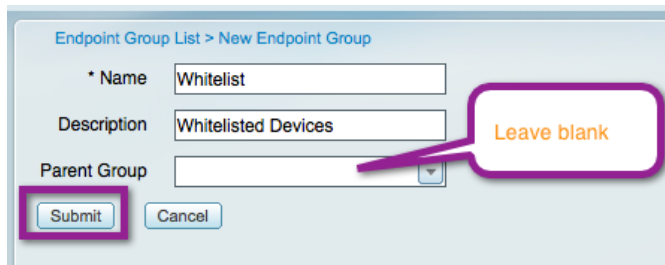 Endpoint Group List > New Endpoint Group
* Name Whitelist
Description Whitelisted Devices
Leave blank
Parent Group
Submit Cancel